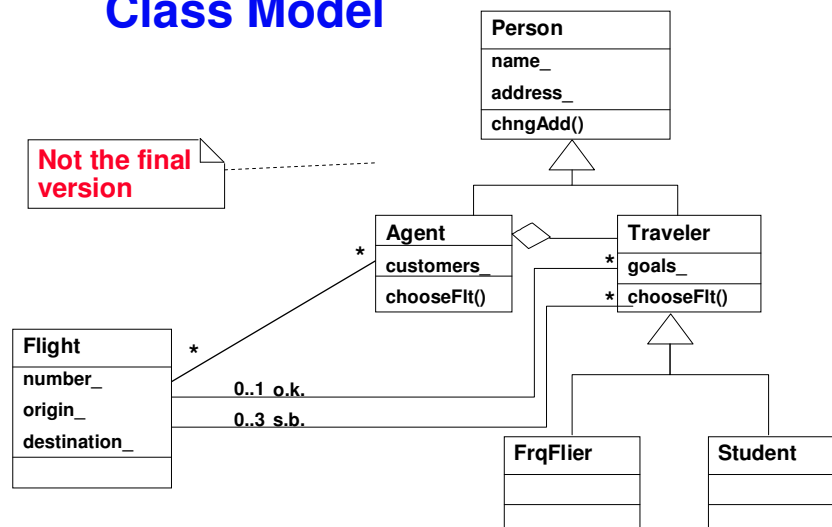 Class Model
Person
name_
address_
chngAdd()
Not the final
version
Agent
customers_
chooseFlt()
Traveler
goals_
chooseFlt()
*
*
*
*
Flight
number_
origin_
destination_
0..1 o.k.
0..3 s.b.
FrqFlier
Student